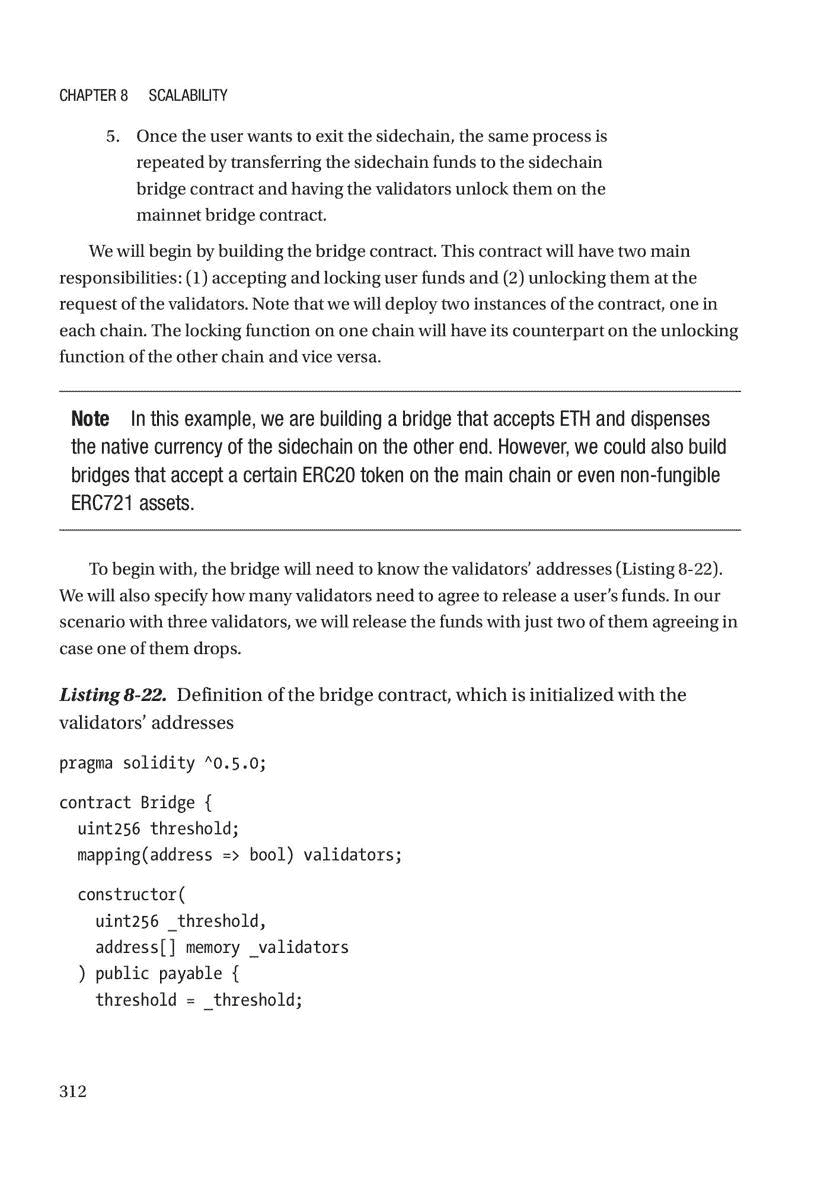 CHAPTER 8 SCALABILITY
5. Once the user wants to exit the sidechain, the same process is
repeated by transferring the sidechain funds to the sidechain
bridge contract and having the validators unlock them on the
mainnet bridge contract.
We will begin by building the bridge contract. This contract will have two main
responsibilities: (1) accepting and locking user funds and (2) unlocking them at the
request of the validators. Note that we will deploy two instances of the contract, one in
each chain. The locking function on one chain will have its counterpart on the unlocking
function of the other chain and vice versa.
Note In this example, we are building a bridge that accepts ETH and dispenses
the native currency of the sidechain on the other end. However, we could also build
bridges that accept a certain ERC20 token on the main chain or even non-fungible
ERC721 assets.
To begin with, the bridge will need to know the validators’ addresses (Listing 8-22).
We will also specify how many validators need to agree to release a user’s funds. In our
scenario with three validators, we will release the funds with just two of them agreeing in
case one of them drops.
Listing 8-22. Definition of the bridge contract, which is initialized with the
validators’ addresses
pragma solidity ^0.5.0;
contract Bridge {
  uint256 threshold;
  mapping(address => bool) validators;
  constructor(
    uint256 _threshold,
    address[] memory _validators
  ) public payable {
    threshold = _threshold;
312